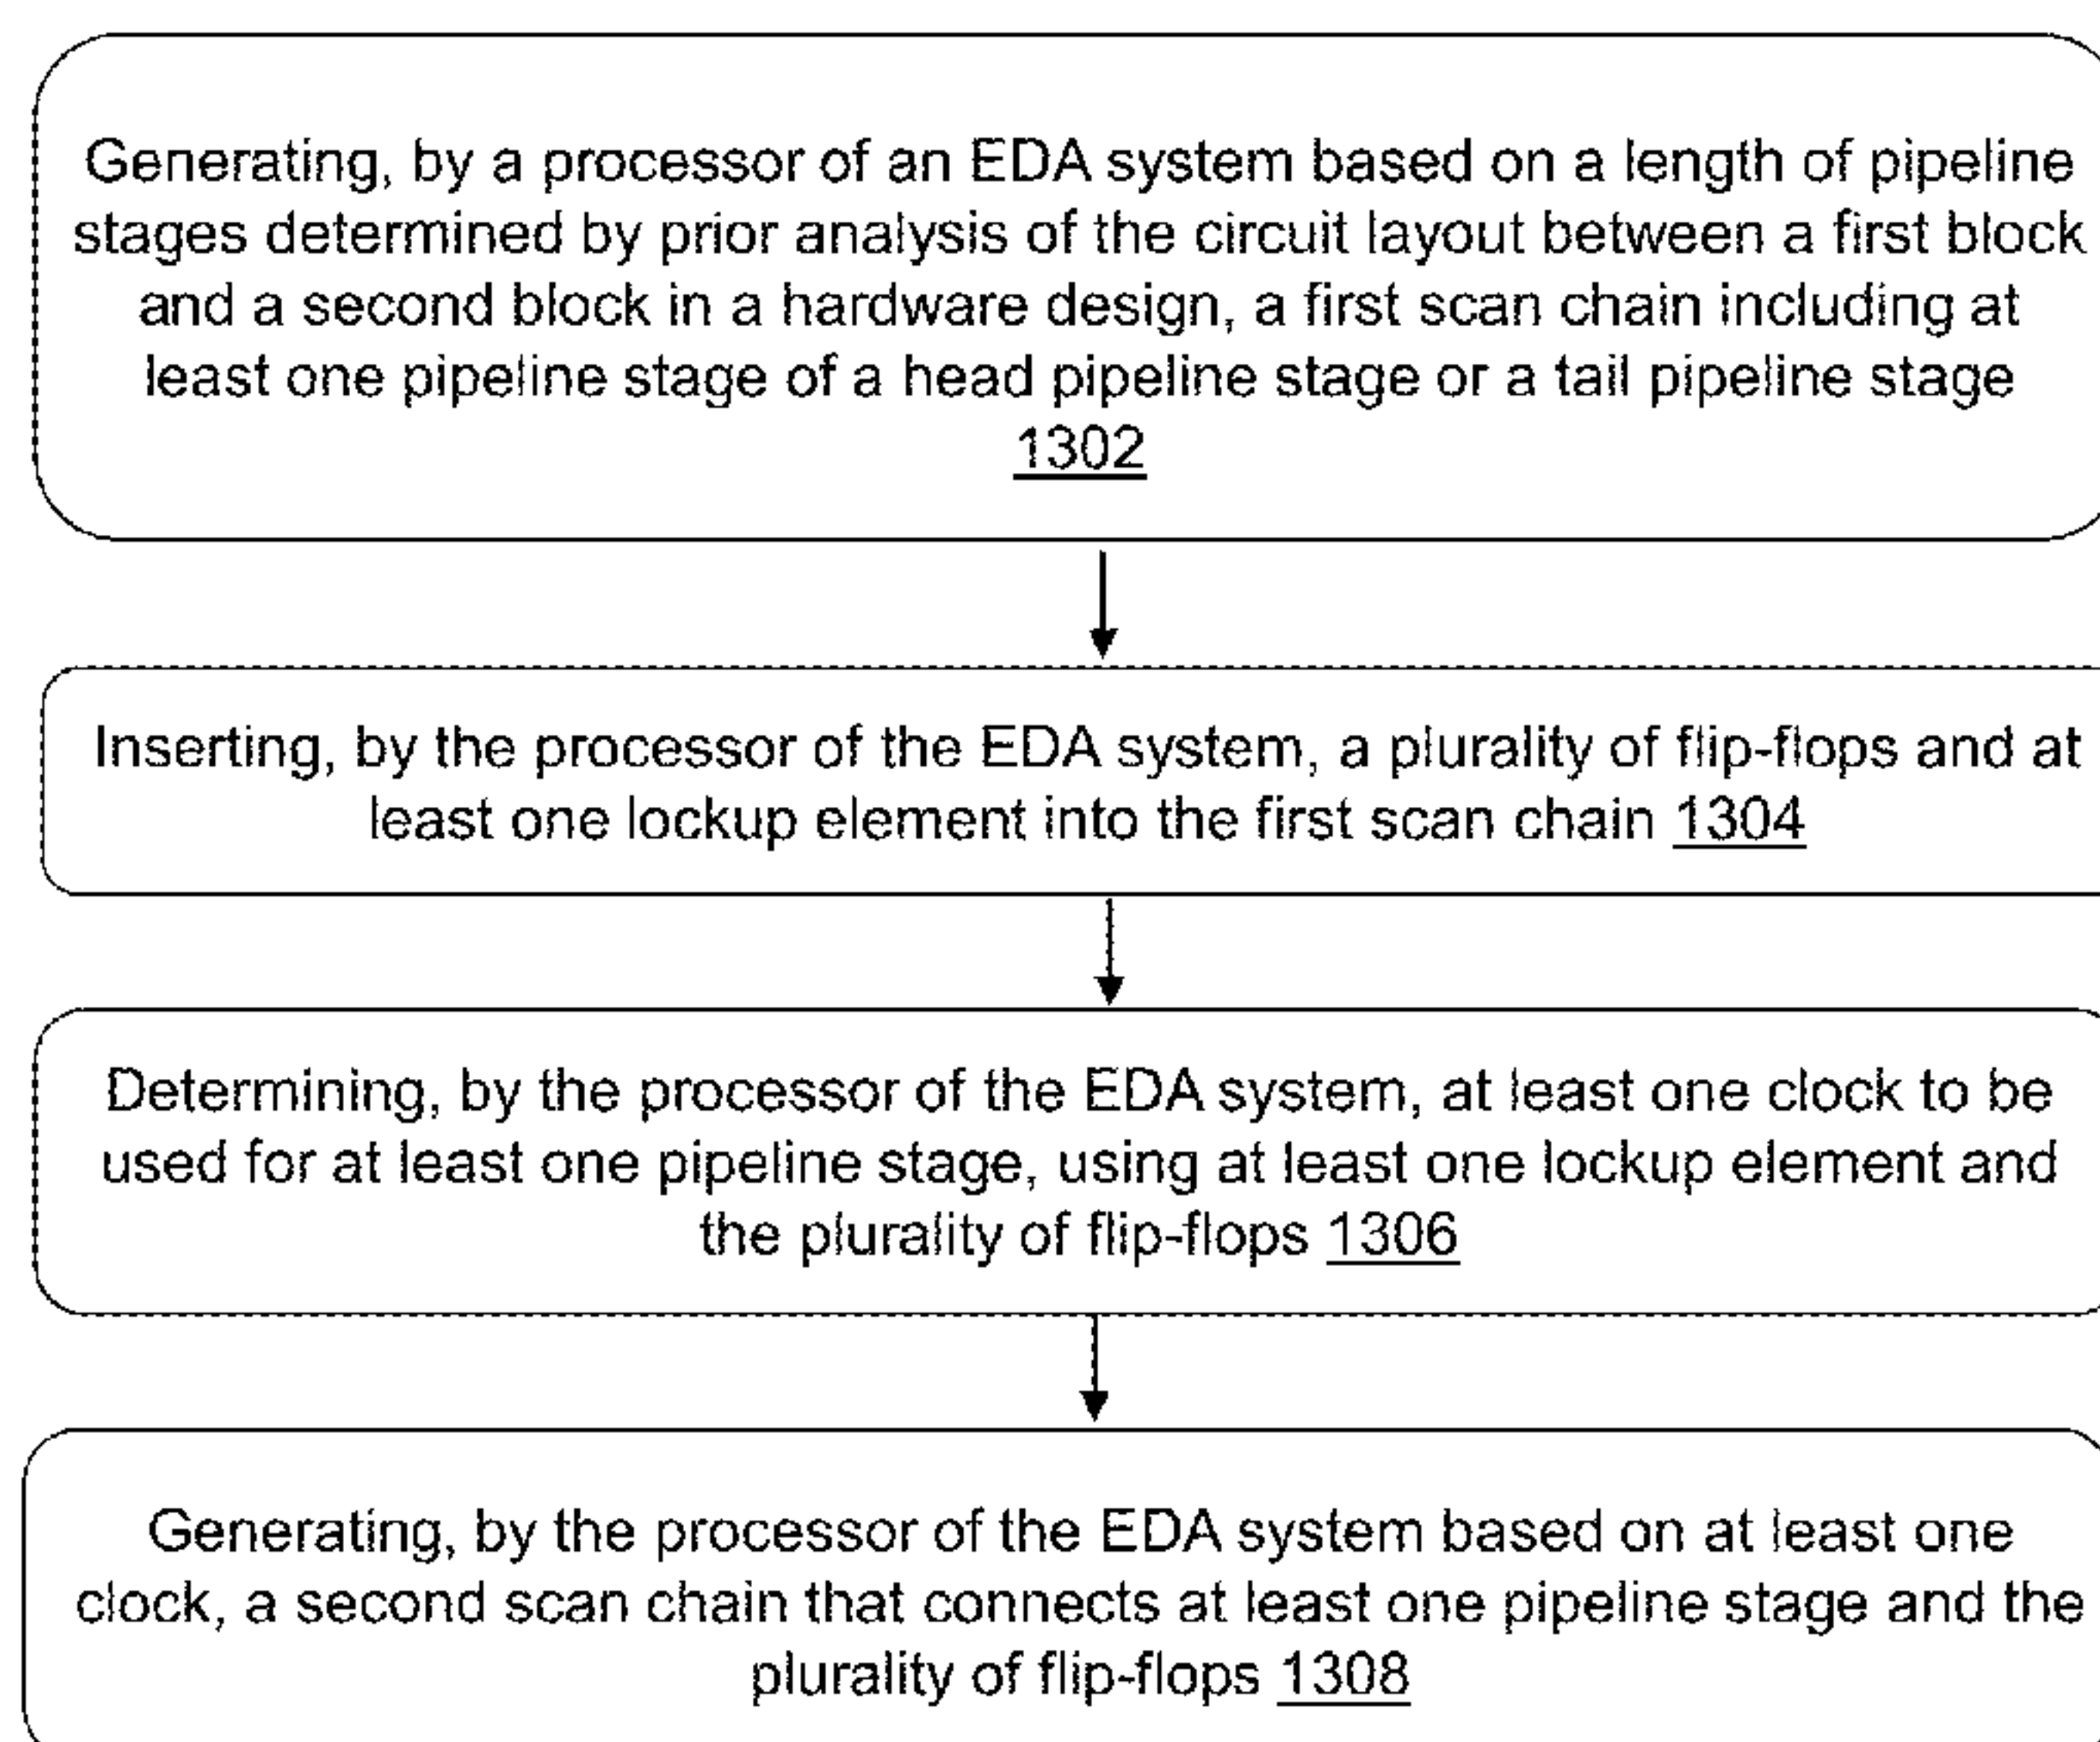 Generating, by a processor of an EDA system based on a length of pipeline
stages determined by prior analysis of the circuit layout between a first block
and a second block in a hardware design, a first scan chain including at
least one pipeline stage of a head pipeline stage or a tail pipeline stage
1302
Inserting, by the processor of the EDA system, a plurality of flip-flops and at
least one lockup element into the first scan chain 1304
Determining, by the processor of the EDA system, at least one clock to be
used for at least one pipeline stage, using at least one lockup element and
the plurality of flip-flops 1306
Generating, by the processor of the EDA system based on at least one
clock, a second scan chain that connects at least one pipeline stage and the
plurality of flip-flops 1308